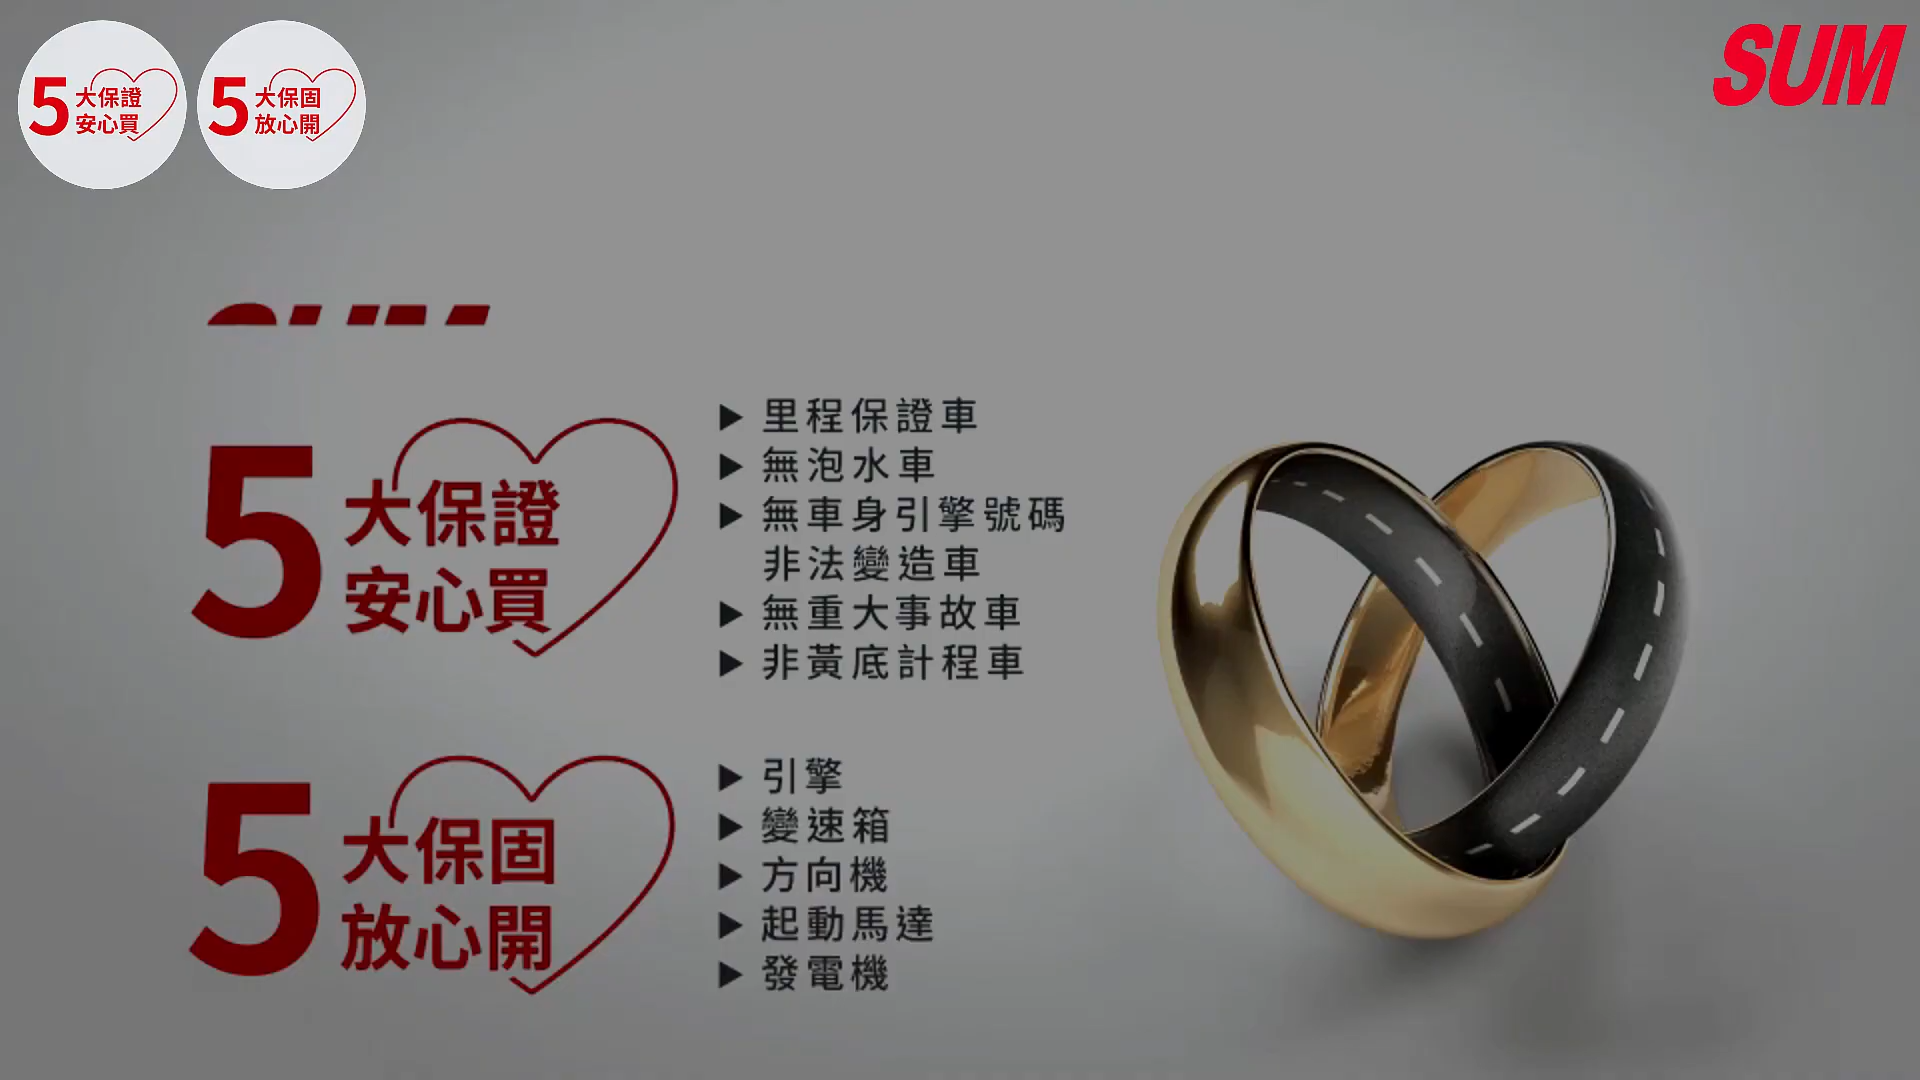 5大保證
安心買
5大保固
放心開
SUM
5大保證
安心買
▶ 里程保證車
▶ 無泡水車
▶ 無車身引擎號碼
非法變造車
▶ 無重大事故車
▶ 非黃底計程車
5大保固
放心開
▶ 引擎
▶ 變速箱
▶ 方向機
▶ 起動馬達
▶ 發電機